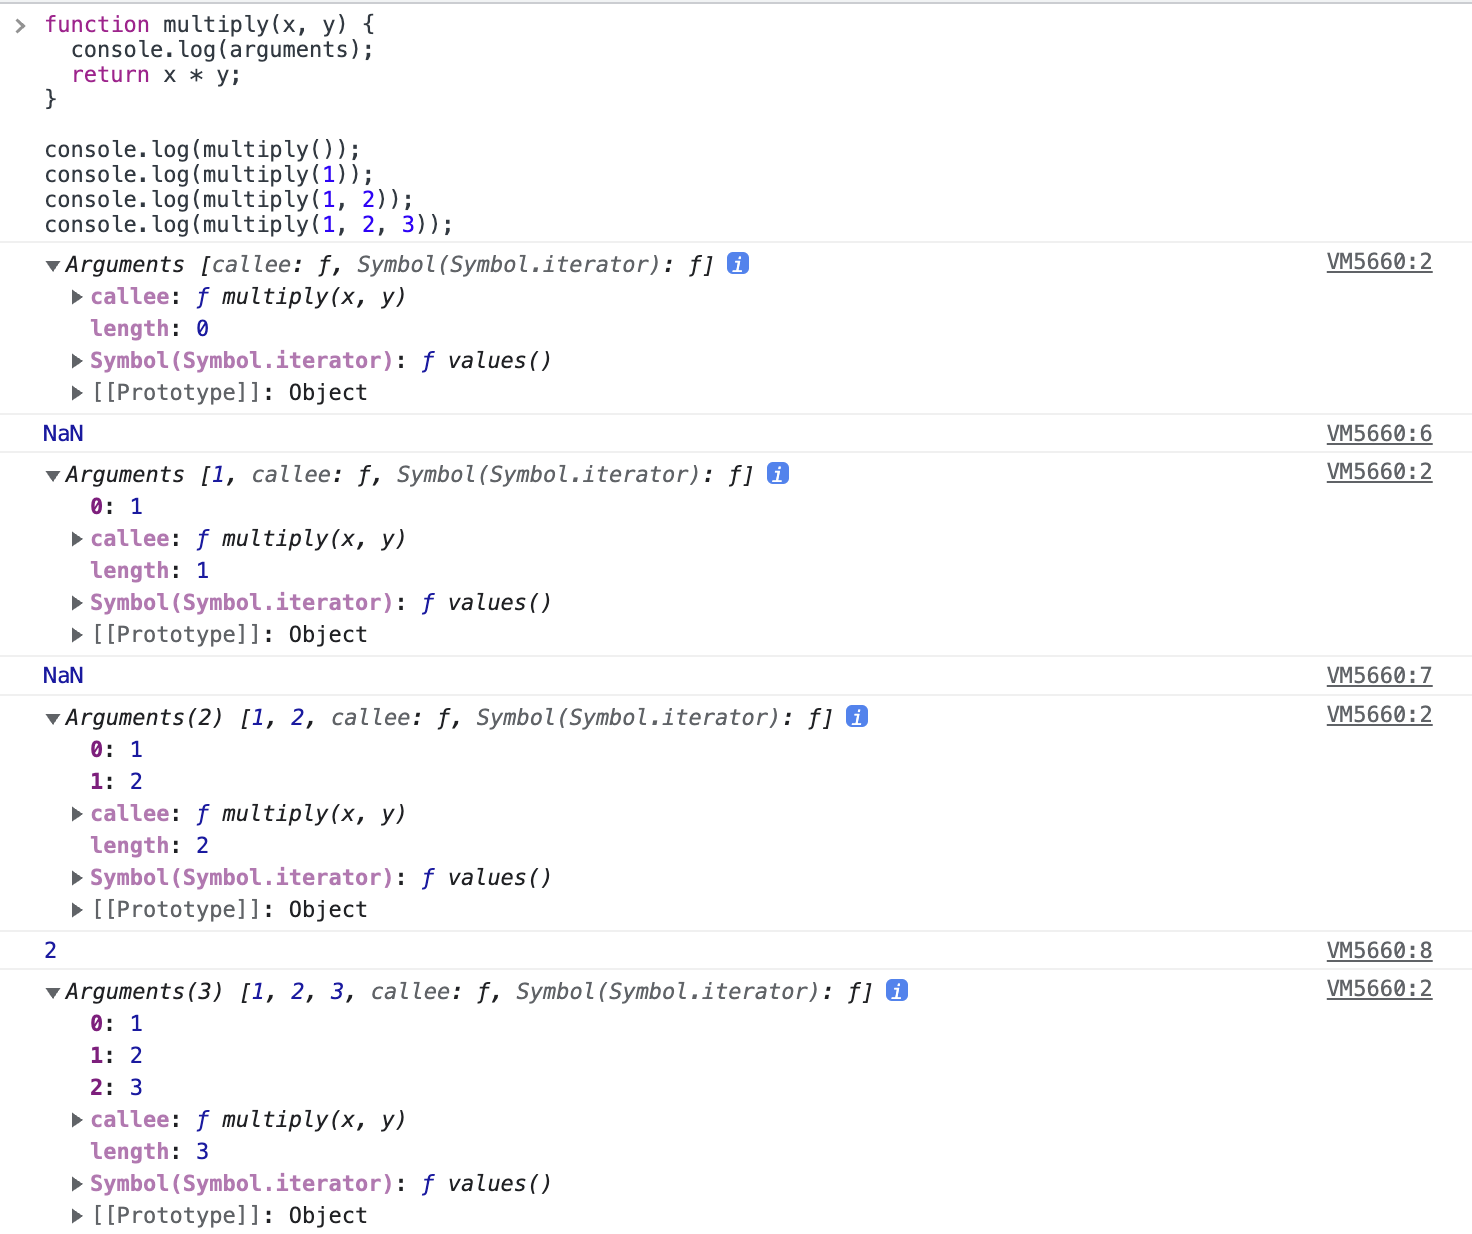 > function multiply(x, y) {
  console.log(arguments);
  return x * y;
}

console.log(multiply());
console.log(multiply(1));
console.log(multiply(1, 2));
console.log(multiply(1, 2, 3));
▼Arguments [callee: ƒ, Symbol(Symbol.iterator): ƒ] i VM5660:2
▶callee: ƒ multiply(x, y)
length: 0
▶Symbol(Symbol.iterator): ƒ values()
▶[[Prototype]]: Object
NaN VM5660:6
▼Arguments [1, callee: ƒ, Symbol(Symbol.iterator): ƒ] i VM5660:2
0: 1
▶callee: ƒ multiply(x, y)
length: 1
▶Symbol(Symbol.iterator): ƒ values()
▶[[Prototype]]: Object
NaN VM5660:7
▼Arguments(2) [1, 2, callee: ƒ, Symbol(Symbol.iterator): ƒ] i VM5660:2
0: 1
1: 2
▶callee: ƒ multiply(x, y)
length: 2
▶Symbol(Symbol.iterator): ƒ values()
▶[[Prototype]]: Object
2 VM5660:8
▼Arguments(3) [1, 2, 3, callee: ƒ, Symbol(Symbol.iterator): ƒ] i VM5660:2
0: 1
1: 2
2: 3
▶callee: ƒ multiply(x, y)
length: 3
▶Symbol(Symbol.iterator): ƒ values()
▶[[Prototype]]: Object